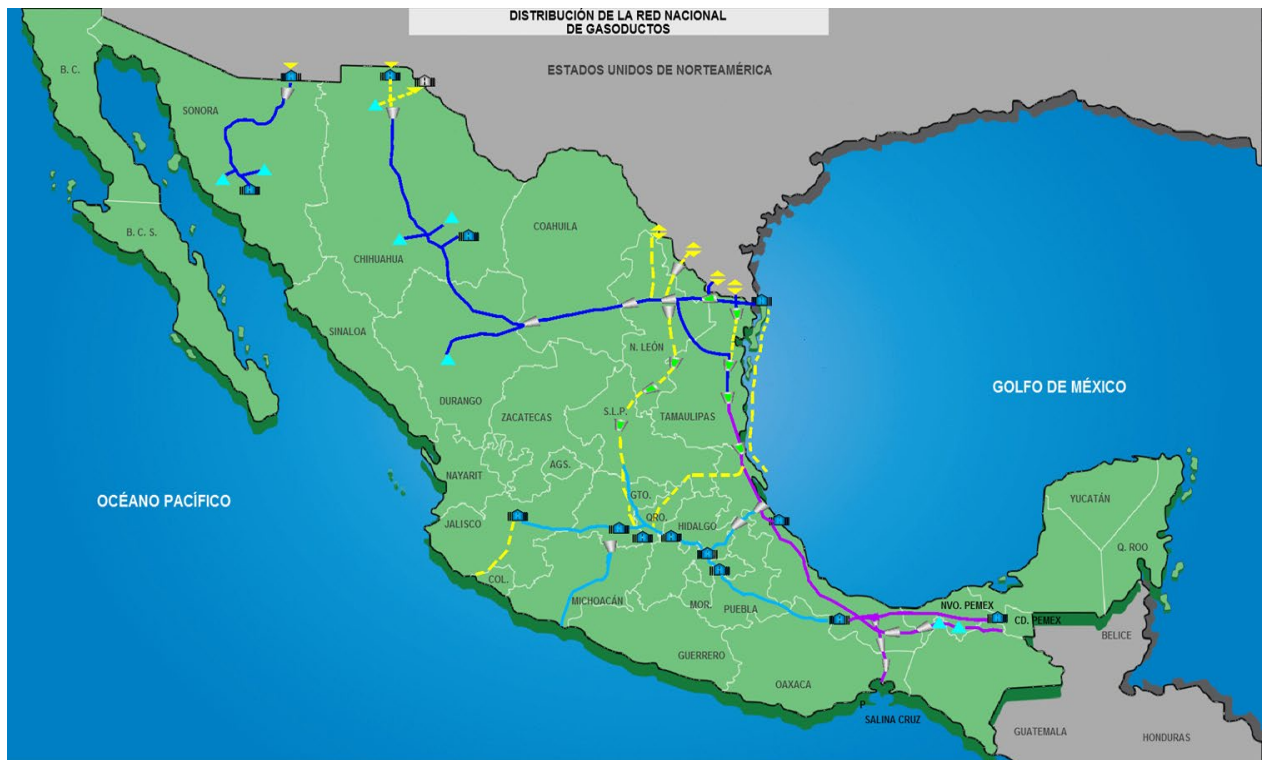 DISTRIBUCIÓN DE LA RED NACIONAL
DE GASODUCTOS
B. C.
ESTADOS UNIDOS DE NORTEAMÉRICA
SONORA
COAHUILA
B. C. S.
CHIHUAHUA
SINALOA
N. LEÓN
GOLFO DE MÉXICO
DURANGO
ZACATECAS
S.L.P.
TAMAULIPAS
AGS.
NAYARIT
OCÉANO PACÍFICO
GTO.
YUCATÁN
JALISCO
QRO.
HIDALGO
Q. ROO
COL.
MICHOACÁN
MOR.
PUEBLA
NVO. PEMEX
CD. PEMEX
BELICE
GUERRERO
OAXACA
P
SALINA CRUZ
GUATEMALA
HONDURAS